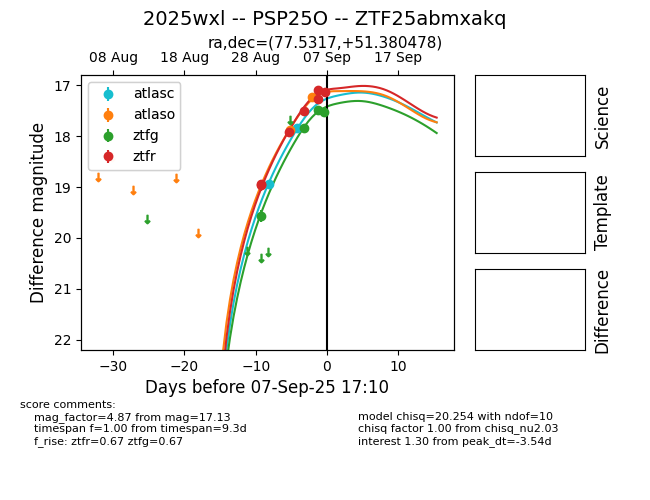 2025wxl -- PSP25O -- ZTF25abmxakq
ra,dec=(77.5317,+51.380478)
08 Aug 18 Aug 28 Aug 07 Sep 17 Sep
atlasc
atlaso
ztfg
ztfr
17
18
19
20
21
22
Difference magnitude
−30 −20 −10 0 10
Days before 07-Sep-25 17:10
Science
Template
Difference
score comments:
mag_factor=4.87 from mag=17.13
timespan f=1.00 from timespan=9.3d
f_rise: ztfr=0.67 ztfg=0.67
model chisq=20.254 with ndof=10
chisq factor 1.00 from chisq_nu2.03
interest 1.30 from peak_dt=-3.54d